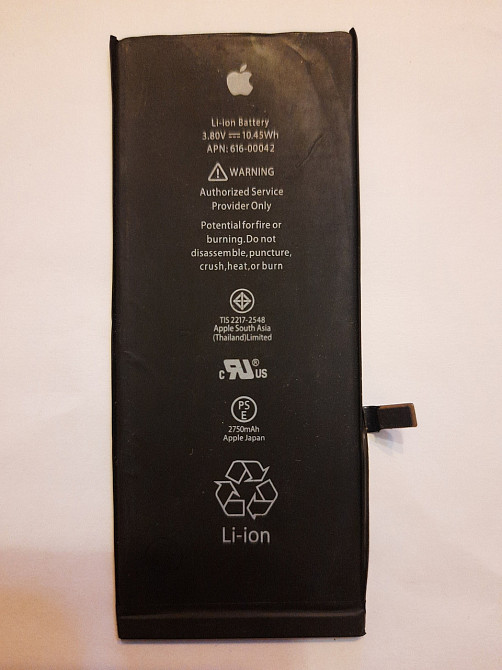 Li-ion Battery
3.80V ⎓ 10.45Wh
APN: 616-00042
WARNING
Authorized Service
Provider Only
Potential for fire or
burning.Do not
disassemble,puncture,
crush,heat,or burn
TIS 2217-2548
Apple South Asia
(Thailand)Limited
c RU ® US
PS
E
2750mAh
Apple Japan
Li-ion